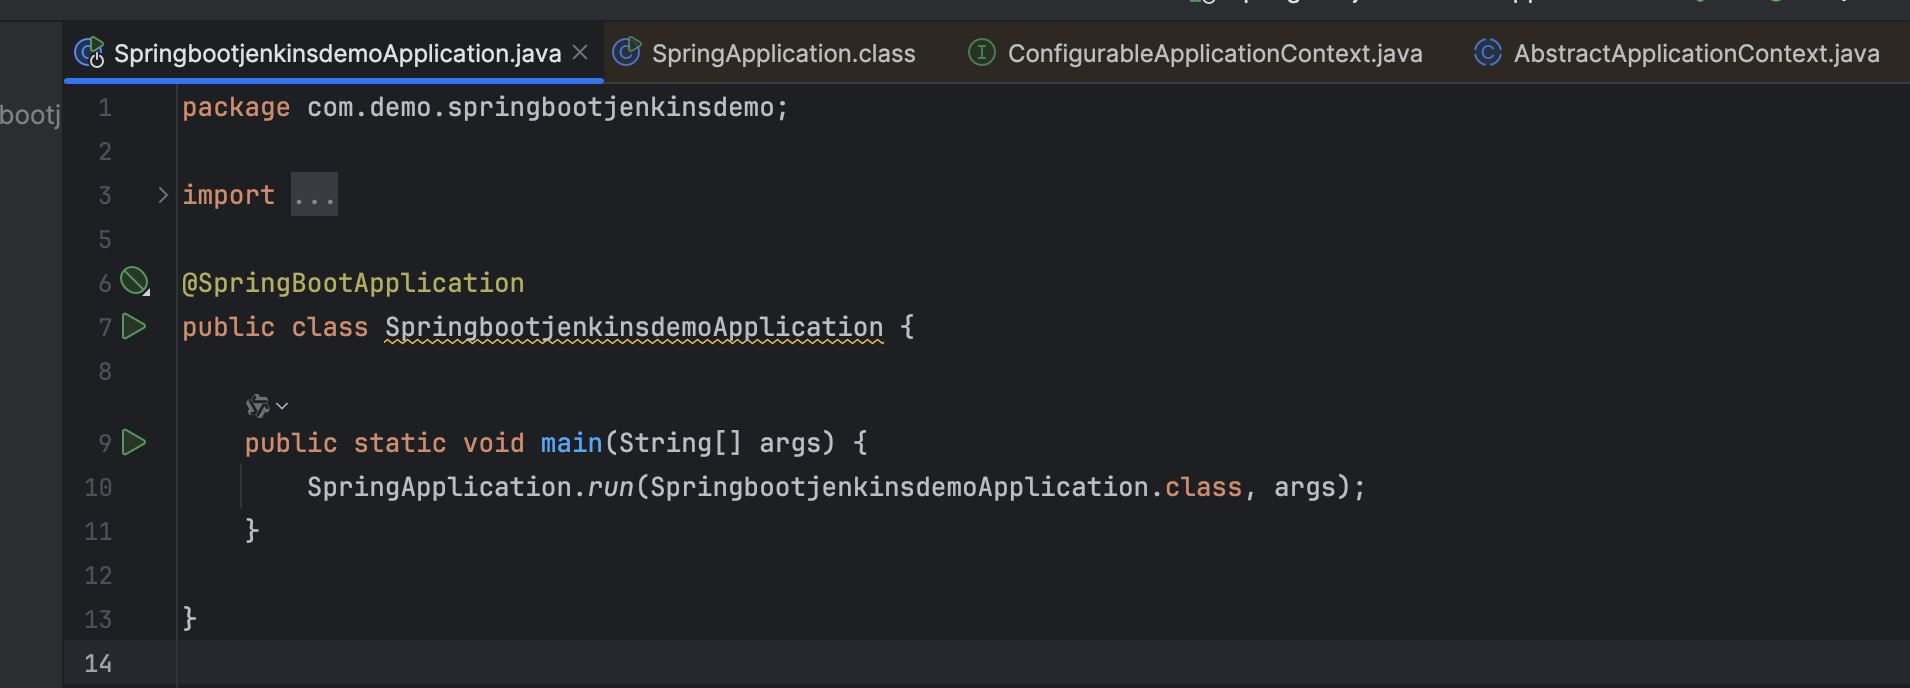 SpringbootjenkinsdemoApplication.java SpringApplication.class ConfigurableApplicationContext.java AbstractApplicationContext.java
bootj
1 package com.demo.springbootjenkinsdemo;
2
3 import ...
5
6 @SpringBootApplication
7 public class SpringbootjenkinsdemoApplication {
8
9 public static void main(String[] args) {
10 SpringApplication.run(SpringbootjenkinsdemoApplication.class, args);
11 }
12
13 }
14